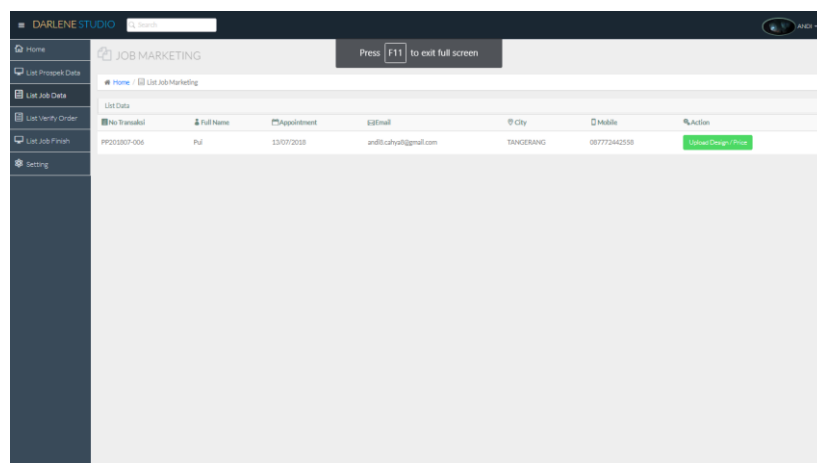 DARLENE STUDIO Search ANDI
Press F11 to exit full screen
Home
List Prospek Data
List Job Data
List Verify Order
List Job Finish
Setting
JOB MARKETING
Home / List Job Marketing
List Data
No Transaksi Full Name Appointment Email City Mobile Action
PP201807-006 Pui 13/07/2018 andi8.cahya8@gmail.com TANGERANG 087772442598 Upload Design / Price